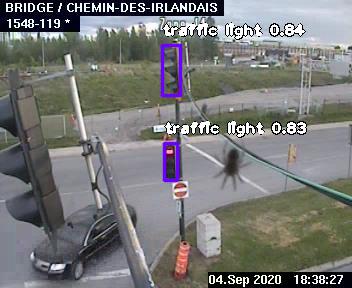 BRIDGE / CHEMIN-DES-IRLANDAIS
1548-119 *
traffic light 0.84
traffic light 0.83
04.Sep 2020 18:38:27